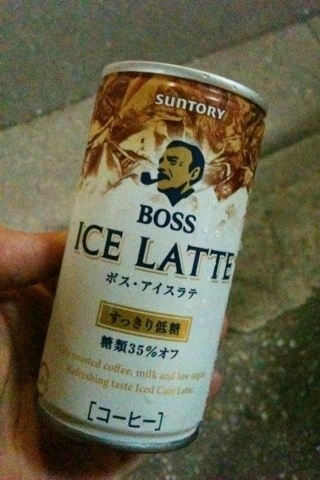 SUNTORY
BOSS
ICE LATTE
ボス・アイスラテ
すっきり低糖
糖類35%オフ
roasted coffee, milk and low sugar
Refreshing taste Iced Cafe Latte.
[コーヒー]